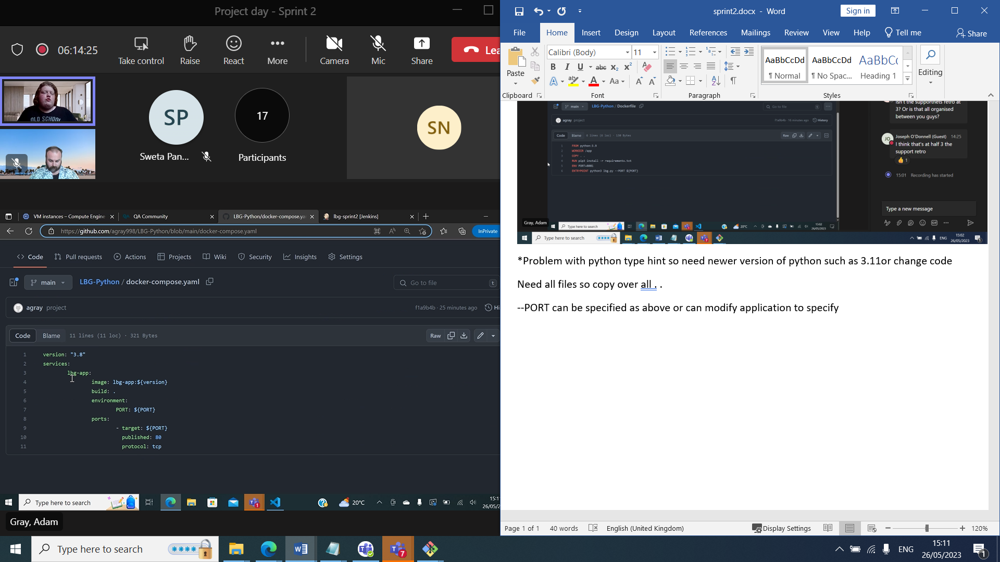 Project day - Sprint 2
06:14:25
Take control
Raise
React
More
Camera
Mic
Share
Lea
OLD SCHOOL
SP
Sweta Pan...
17
Participants
SN
VM instances – Compute Engine
QA Community
LBG-Python/docker-compose.ya
lbg-sprint2 [Jenkins]
https://github.com/agray998/LBG-Python/blob/main/docker-compose.yaml
InPrivate
Code
Pull requests
Actions
Projects
Wiki
Security
Insights
Settings
main
LBG-Python / docker-compose.yaml
Go to file
t
agray project
f1a9b4b · 25 minutes ago
Hi
Code
Blame
11 lines (11 loc) · 321 Bytes
Raw
1 version: "3.8"
2 services:
3 lbg-app:
4 image: lbg-app:${version}
5 build: .
6 environment:
7 PORT: ${PORT}
8 ports:
9 - target: ${PORT}
10 published: 80
11 protocol: tcp
Type here to search
20°C
15:1
26/05/2
Gray, Adam
sprint2.docx - Word
Sign in
File
Home
Insert
Design
Layout
References
Mailings
Review
View
Help
Tell me
Share
Paste
Calibri (Body)
11
AaBbCcDd
¶ Normal
AaBbCcDd
¶ No Spac...
AaBbCc
Heading 1
Editing
Clipboard
Font
Paragraph
Styles
main
LBG-Python / Dockerfile
Go to file
agray project
f1a9b4b · 16 minutes ago
History
Code
Blame
6 lines (6 loc) · 130 Bytes
Raw
1 FROM python:3.9
2 WORKDIR /app
3 COPY . .
4 RUN pip3 install -r requirements.txt
5 ENV PORT=8001
6 ENTRYPOINT python3 lbg.py --PORT ${PORT}
Isn't the supporthets retro at
3? Or is that all organised
between you guys?
JO
Joseph O'Donnell (Guest) 14:25
I think that's at half 3 the
support retro
1
15:01 Recording has started
Type a new message
Gray, Adam
Type here to search
20°C
15:02
26/05/2023
Type here to search
ENG
15:02
26/05/2023
*Problem with python type hint so need newer version of python such as 3.11or change code
Need all files so copy over all . .
--PORT can be specified as above or can modify application to specify
Page 1 of 1
40 words
English (United Kingdom)
Display Settings
120%
Type here to search
7
ENG
15:11
26/05/2023
1